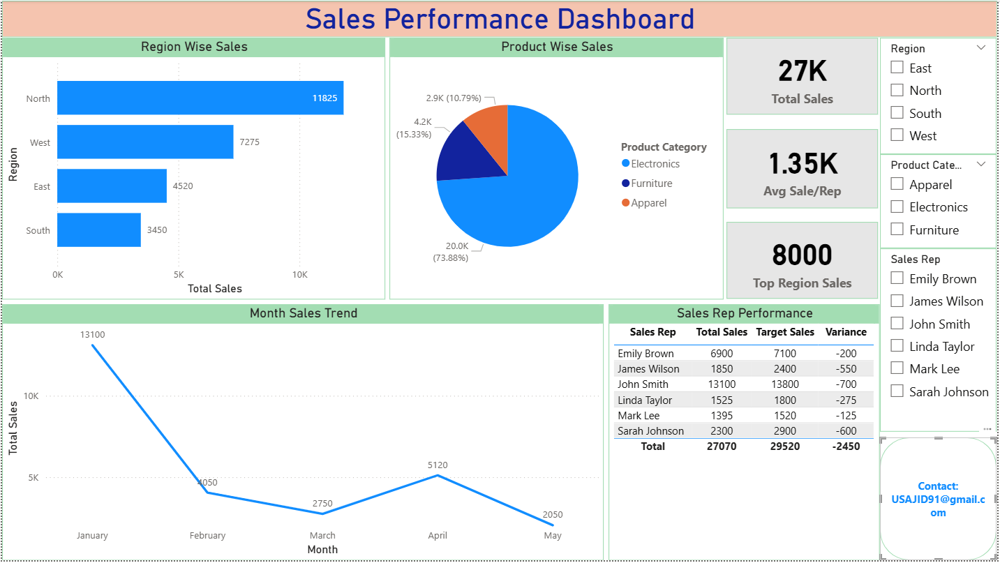 Sales Performance Dashboard
Region Wise Sales
North
11825
West
7275
East
4520
South
3450
0K
5K
10K
Region
Total Sales
Product Wise Sales
2.9K (10.79%)
4.2K
(15.33%)
20.0K
(73.88%)
Product Category
Electronics
Furniture
Apparel
27K
Total Sales
1.35K
Avg Sale/Rep
8000
Top Region Sales
Region
East
North
South
West
Product Cate...
Apparel
Electronics
Furniture
Sales Rep
Emily Brown
James Wilson
John Smith
Linda Taylor
Mark Lee
Sarah Johnson
Month Sales Trend
13100
10K
5K
4050
2750
5120
2050
January February March April May
Total Sales
Month
Sales Rep Performance
Sales Rep Total Sales Target Sales Variance
Emily Brown 6900 7100 -200
James Wilson 1850 2400 -550
John Smith 13100 13800 -700
Linda Taylor 1525 1800 -275
Mark Lee 1395 1520 -125
Sarah Johnson 2300 2900 -600
Total 27070 29520 -2450
Contact:
USAJID91@gmail.c
om